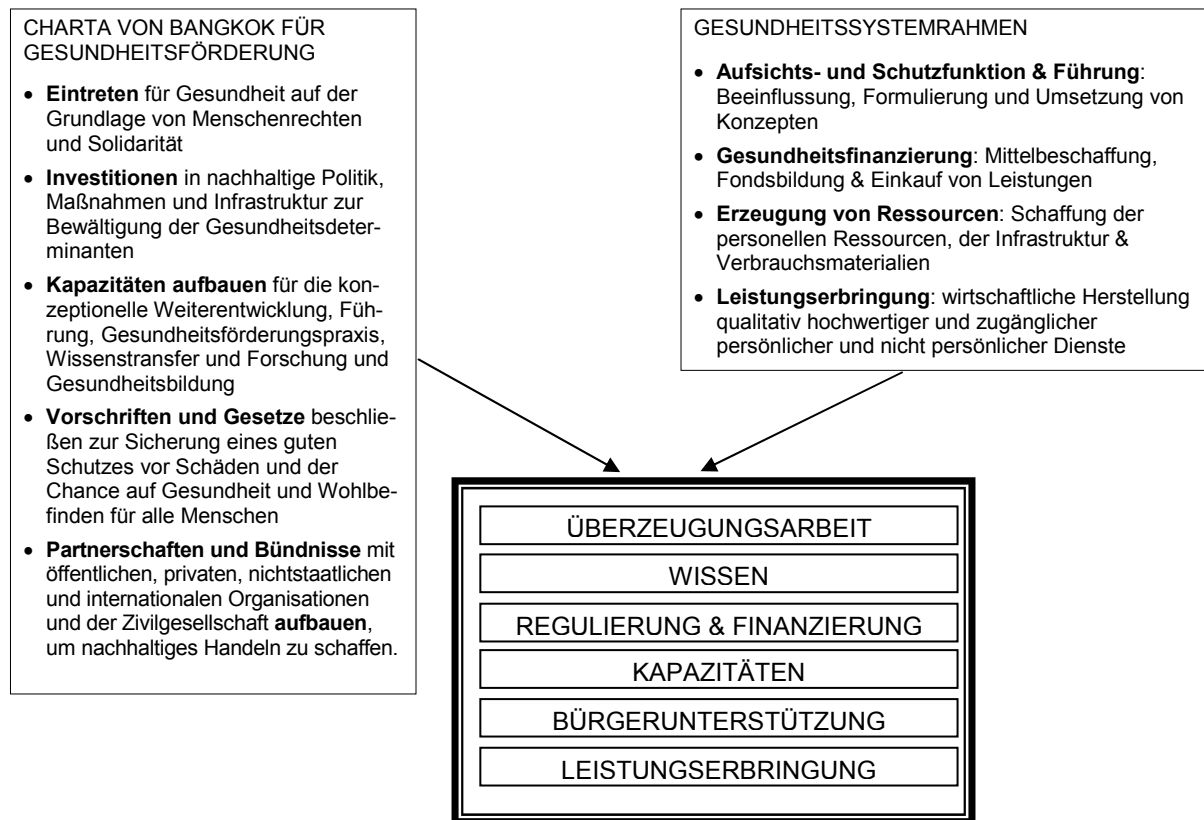 CHARTA VON BANGKOK FÜR
GESUNDHEITSFÖRDERUNG
• Eintreten für Gesundheit auf der
Grundlage von Menschenrechten
und Solidarität
• Investitionen in nachhaltige Politik,
Maßnahmen und Infrastruktur zur
Bewältigung der Gesundheitsdeter-
minanten
• Kapazitäten aufbauen für die kon-
zeptionelle Weiterentwicklung, Füh-
rung, Gesundheitsförderungspraxis,
Wissenstransfer und Forschung und
Gesundheitsbildung
• Vorschriften und Gesetze beschlie-
ßen zur Sicherung eines guten
Schutzes vor Schäden und der
Chance auf Gesundheit und Wohlbe-
finden für alle Menschen
• Partnerschaften und Bündnisse mit
öffentlichen, privaten, nichtstaatlichen
und internationalen Organisationen
und der Zivilgesellschaft aufbauen,
um nachhaltiges Handeln zu schaffen.
GESUNDHEITSSYSTEMRAHMEN
• Aufsichts- und Schutzfunktion & Führung:
Beeinflussung, Formulierung und Umsetzung von
Konzepten
• Gesundheitsfinanzierung: Mittelbeschaffung,
Fondsbildung & Einkauf von Leistungen
• Erzeugung von Ressourcen: Schaffung der
personellen Ressourcen, der Infrastruktur &
Verbrauchsmaterialien
• Leistungserbringung: wirtschaftliche Herstellung
qualitativ hochwertiger und zugänglicher
persönlicher und nicht persönlicher Dienste
ÜBERZEUGUNGSARBEIT
WISSEN
REGULIERUNG & FINANZIERUNG
KAPAZITÄTEN
BÜRGERUNTERSTÜTZUNG
LEISTUNGSERBRINGUNG